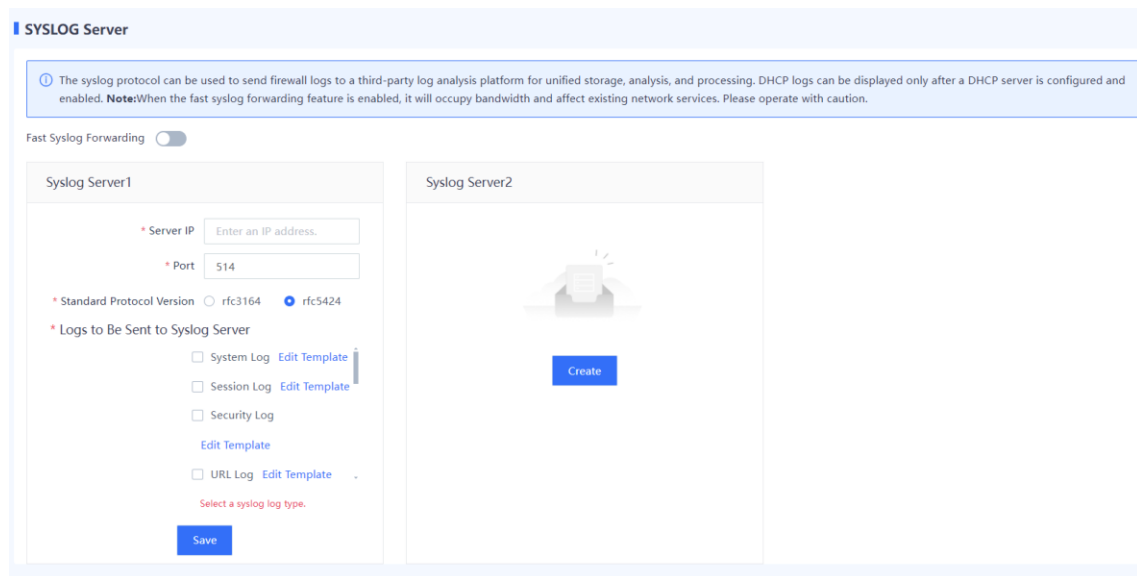 SYSLOG Server
The syslog protocol can be used to send firewall logs to a third-party log analysis platform for unified storage, analysis, and processing. DHCP logs can be displayed only after a DHCP server is configured and
enabled. Note:When the fast syslog forwarding feature is enabled, it will occupy bandwidth and affect existing network services. Please operate with caution.
Fast Syslog Forwarding
Syslog Server1
* Server IP Enter an IP address.
* Port 514
* Standard Protocol Version rfc3164 rfc5424
* Logs to Be Sent to Syslog Server
System Log Edit Template
Session Log Edit Template
Security Log
Edit Template
URL Log Edit Template
Select a syslog log type.
Save
Syslog Server2
Create